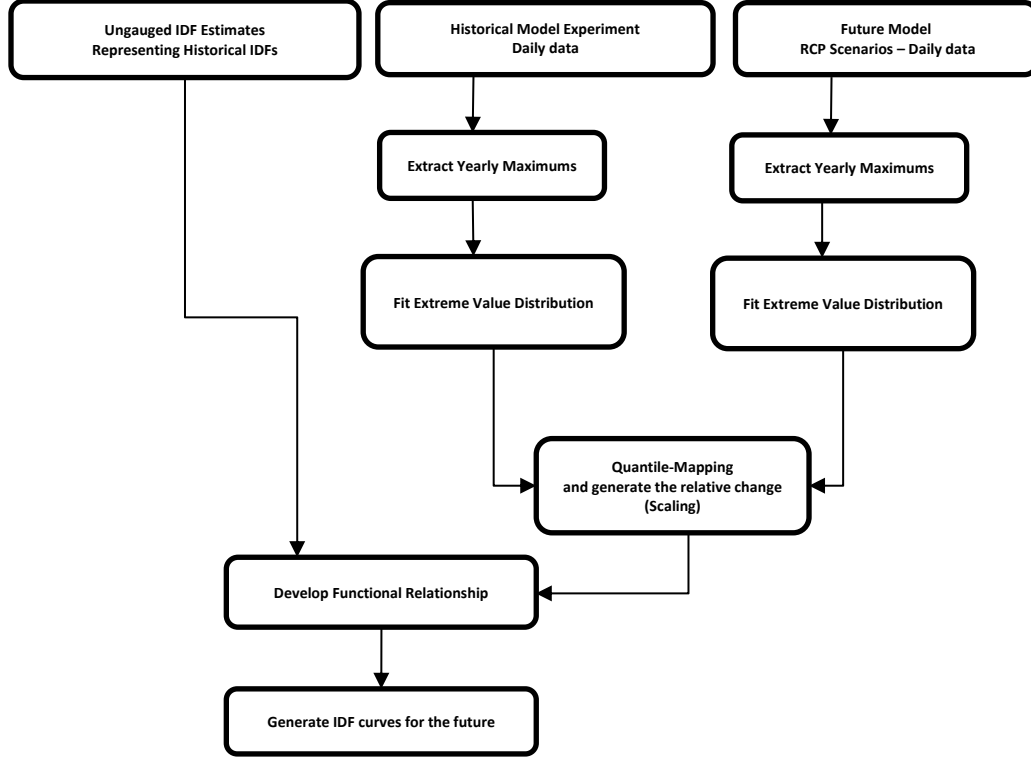 Ungauged IDF Estimates
Representing Historical IDFs
Historical Model Experiment
Daily data
Future Model
RCP Scenarios – Daily data
Extract Yearly Maximums
Extract Yearly Maximums
Fit Extreme Value Distribution
Fit Extreme Value Distribution
Quantile-Mapping
and generate the relative change
(Scaling)
Develop Functional Relationship
Generate IDF curves for the future